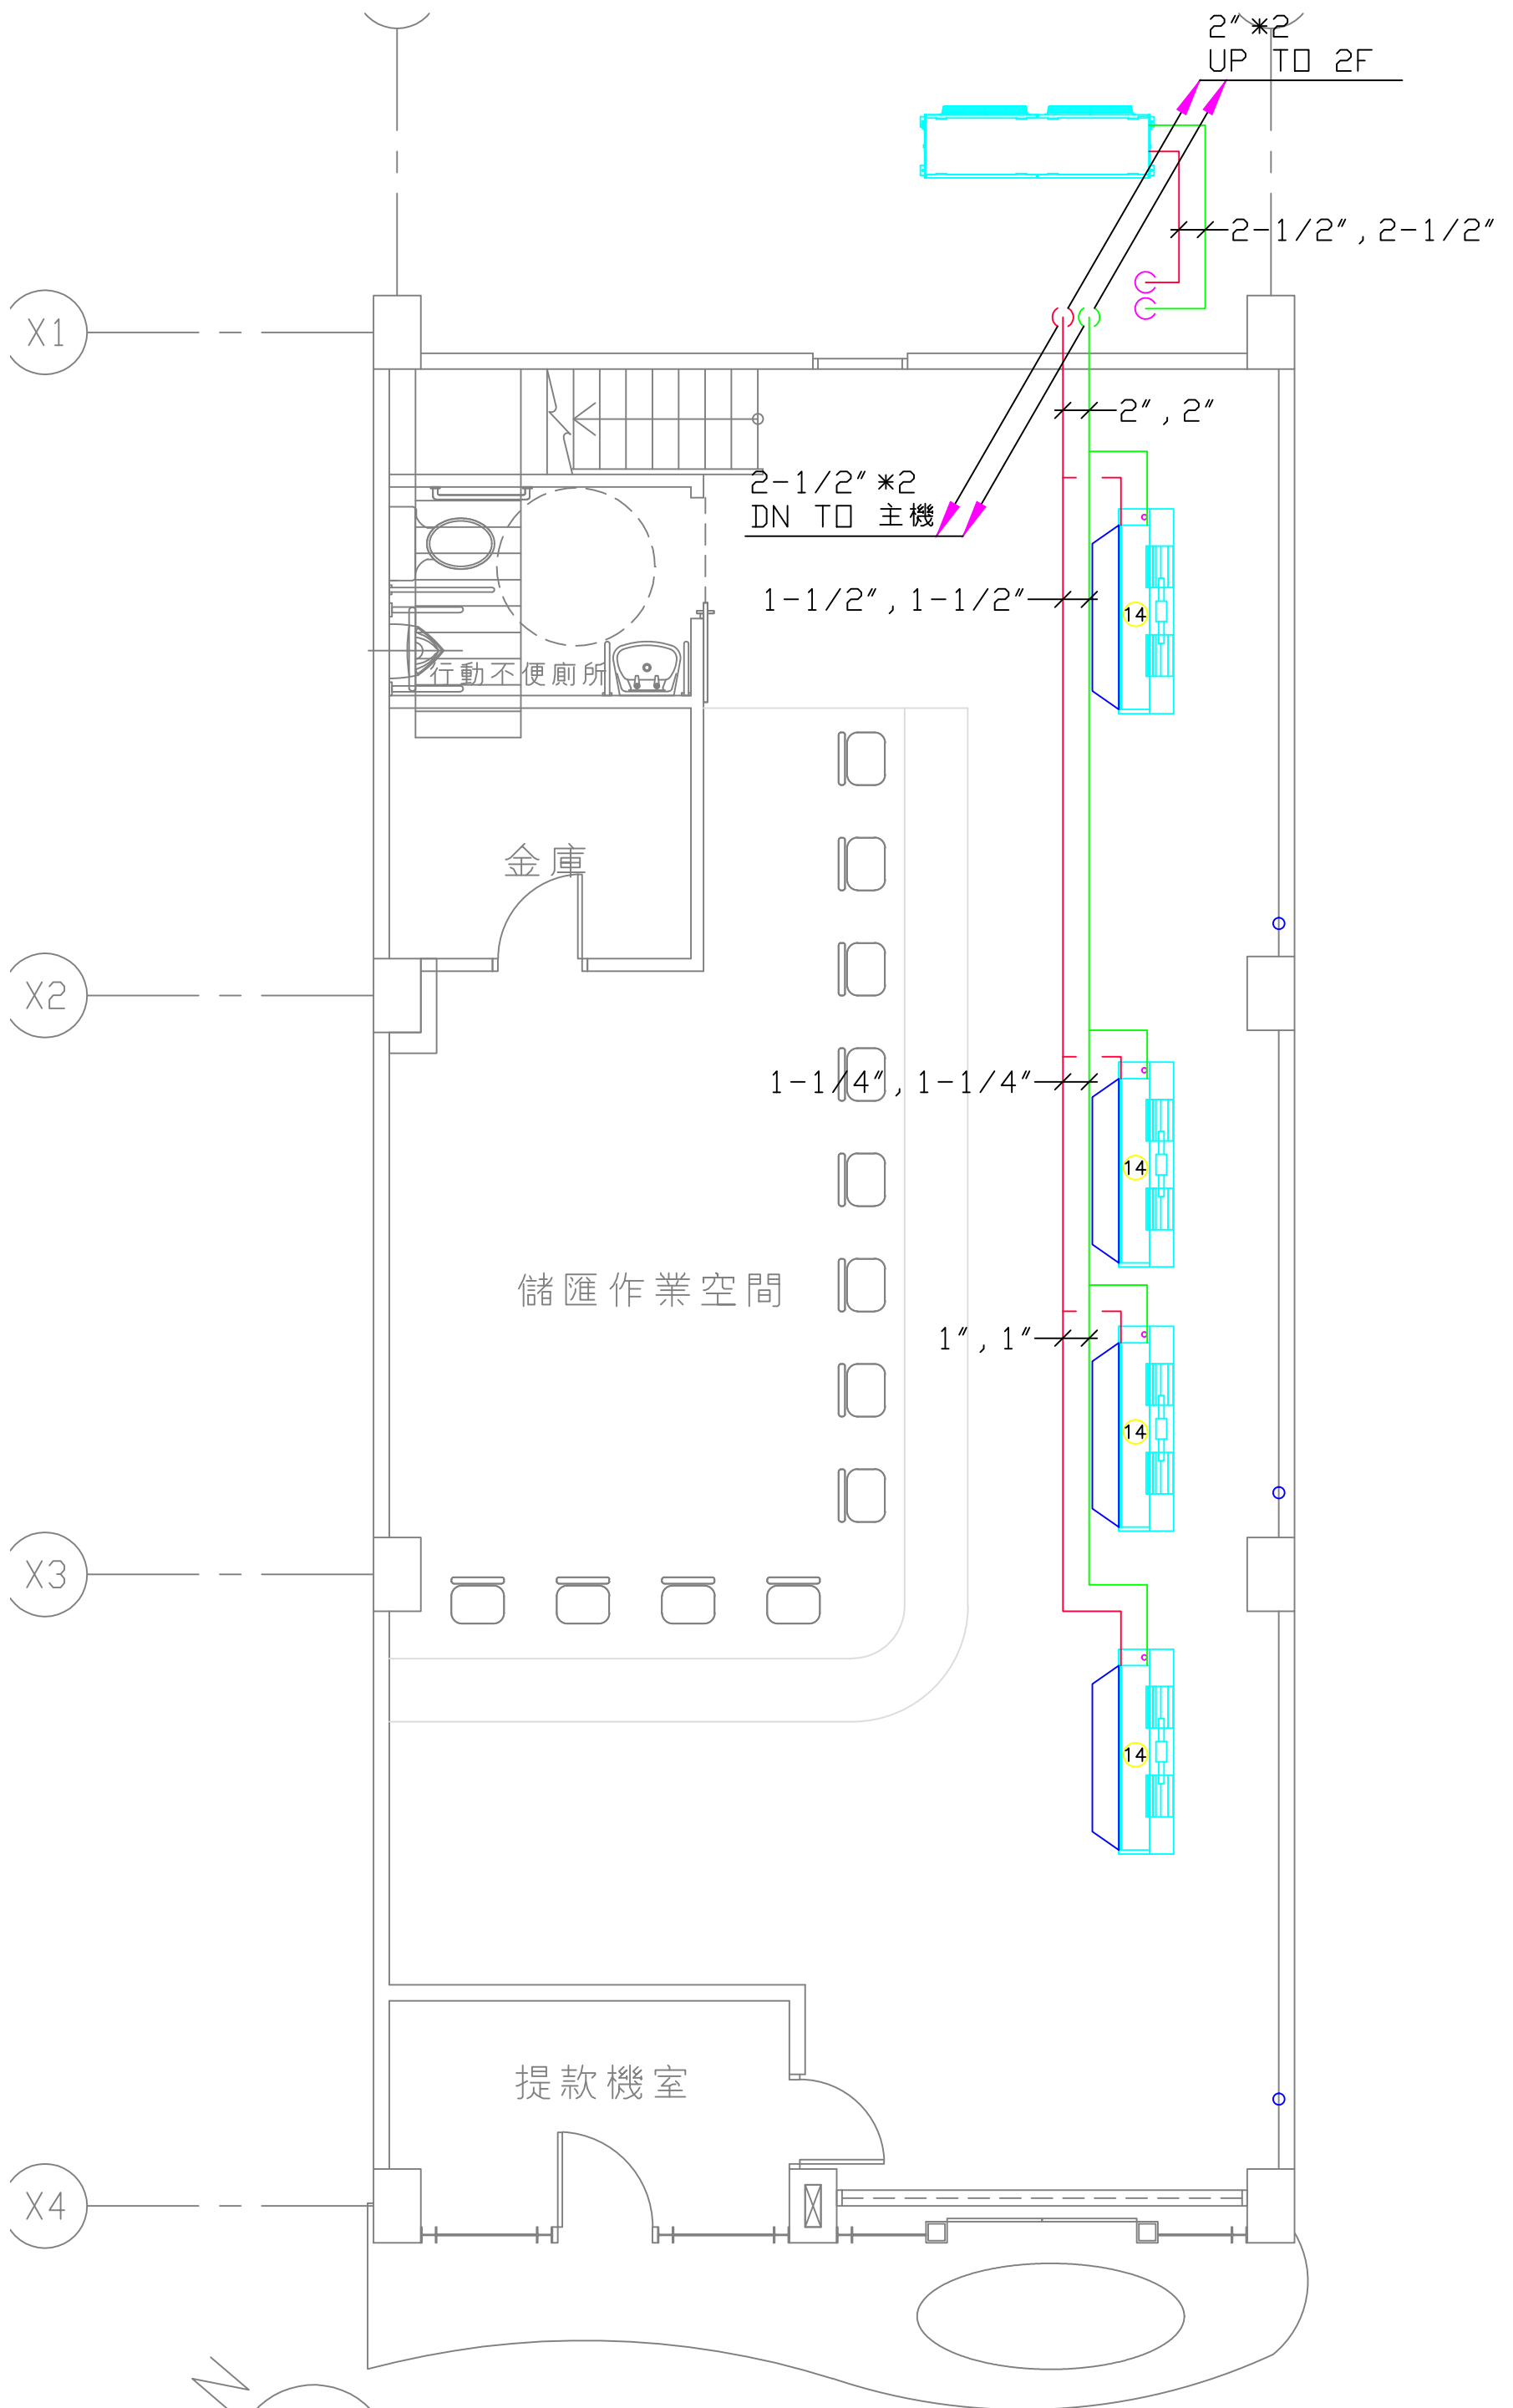 2"*2
UP TO 2F
2-1/2",2-1/2"
X1
2",2"
2-1/2"*2
DN TO 主機
1-1/2",1-1/2"
14
行動不便廁所
金庫
X2
1-1/4",1-1/4"
14
儲匯作業空間
1",1"
14
X3
14
提款機室
X4
N